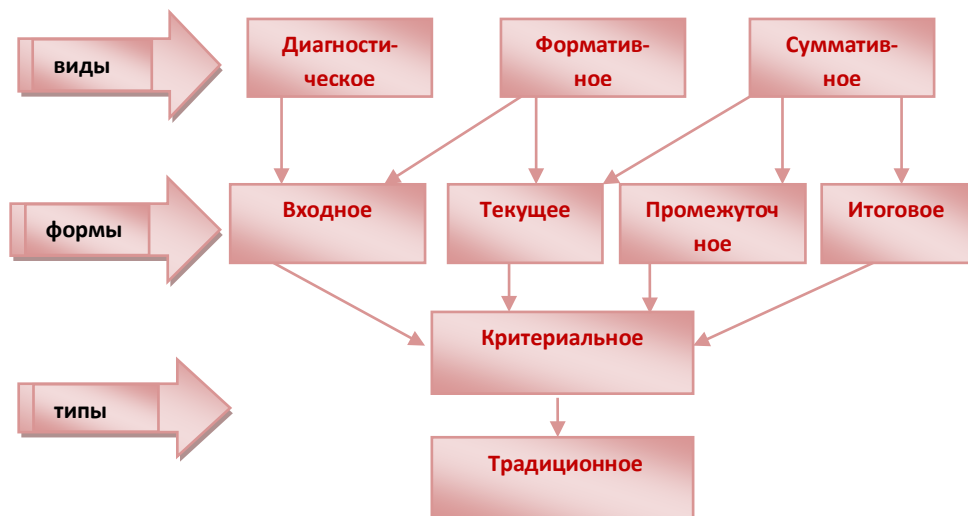 виды
Диагности-
ческое
Форматив-
ное
Сумматив-
ное
формы
Входное
Текущее
Промежуточ
ное
Итоговое
Критериальное
типы
Традиционное